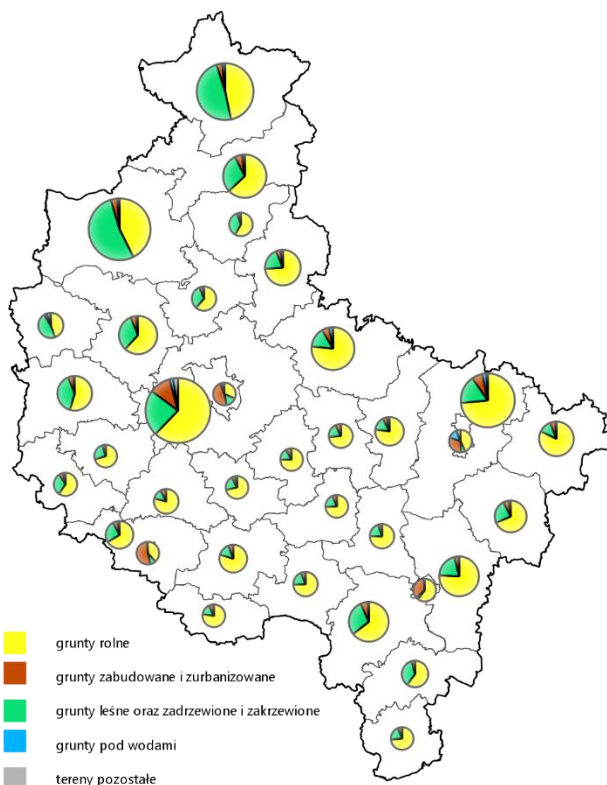 grunty rolne
grunty zabudowane i zurbanizowane
grunty leśne oraz zadrzewione i zakrzewione
grunty pod wodami
tereny pozostałe